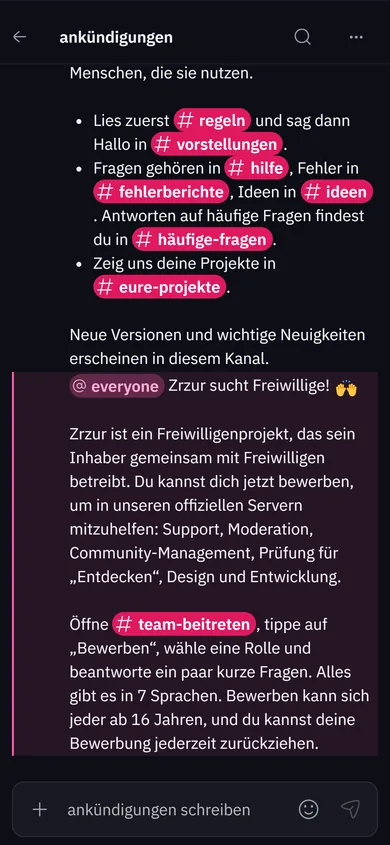 ankündigungen
Menschen, die sie nutzen.
• Lies zuerst # regeln und sag dann
Hallo in # vorstellungen.
• Fragen gehören in # hilfe, Fehler in
# fehlerberichte, Ideen in # ideen
. Antworten auf häufige Fragen findest
du in # häufige-fragen.
• Zeig uns deine Projekte in
# eure-projekte.
Neue Versionen und wichtige Neuigkeiten
erscheinen in diesem Kanal.
@ everyone Zrzur sucht Freiwillige! 🙌
Zrzur ist ein Freiwilligenprojekt, das sein
Inhaber gemeinsam mit Freiwilligen
betreibt. Du kannst dich jetzt bewerben,
um in unseren offiziellen Servern
mitzuhelfen: Support, Moderation,
Community-Management, Prüfung für
„Entdecken“, Design und Entwicklung.
Öffne # team-beitreten, tippe auf
„Bewerben“, wähle eine Rolle und
beantworte ein paar kurze Fragen. Alles
gibt es in 7 Sprachen. Bewerben kann sich
jeder ab 16 Jahren, und du kannst deine
Bewerbung jederzeit zurückziehen.
ankündigungen schreiben